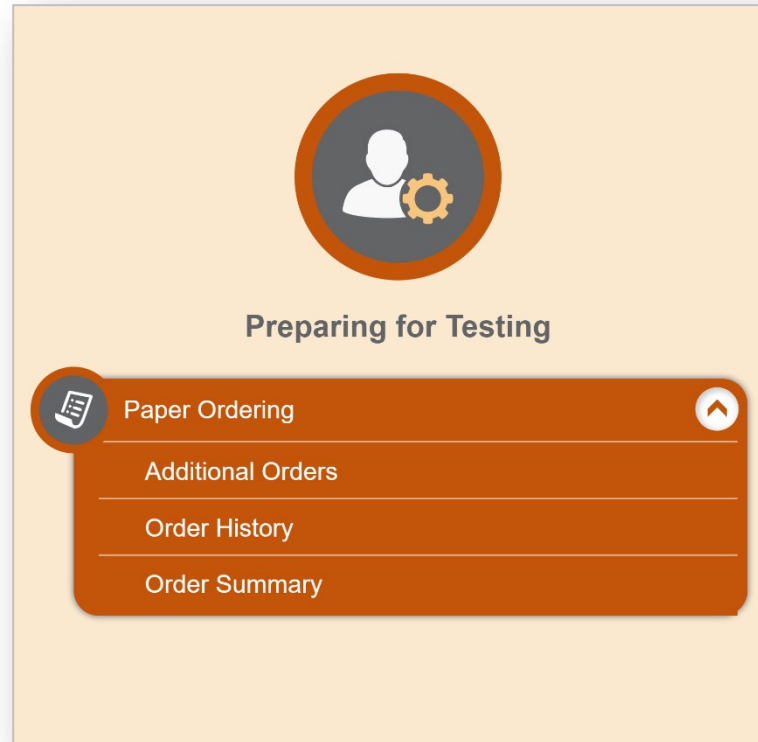 Preparing for Testing
Paper Ordering
Additional Orders
Order History
Order Summary